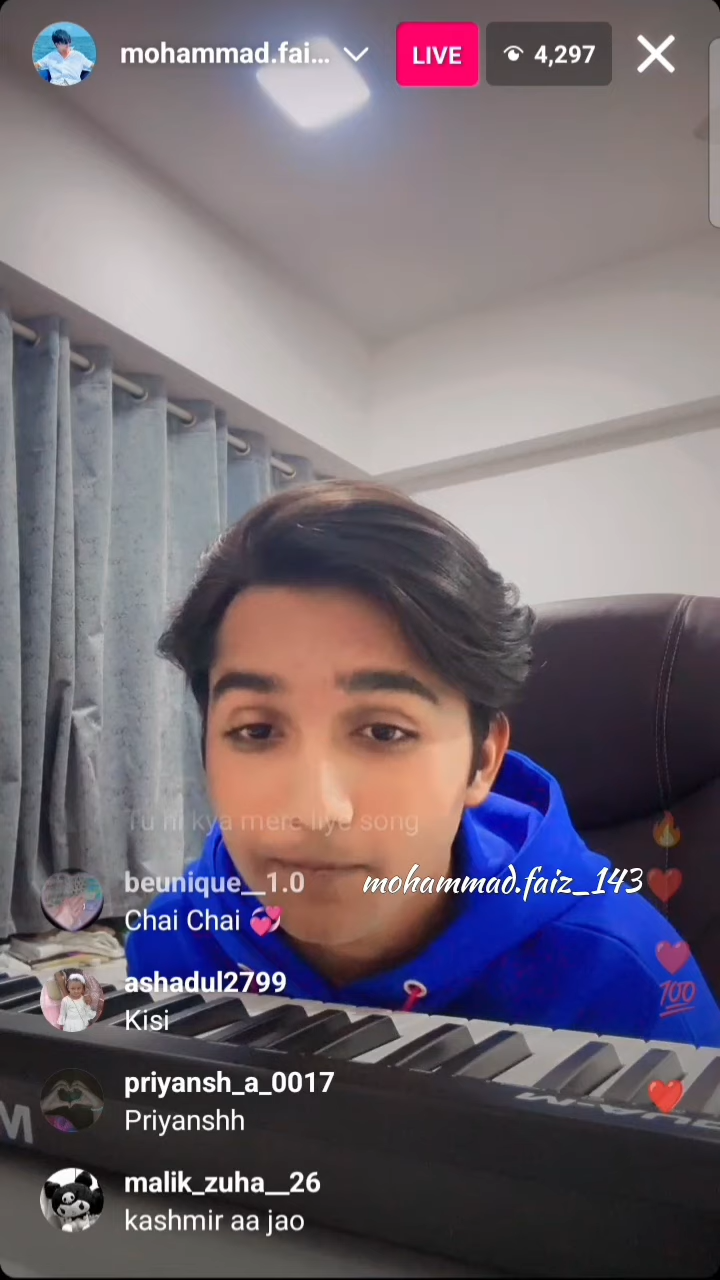 mohammad.fai...
LIVE
4,297
Tu hi kya mere liye song
beunique__1.0
mohammad.faiz_143
Chai Chai 💞
ashadul2799
Kisi
priyansh_a_0017
Priyanshh
malik_zuha__26
kashmir aa jao
💯